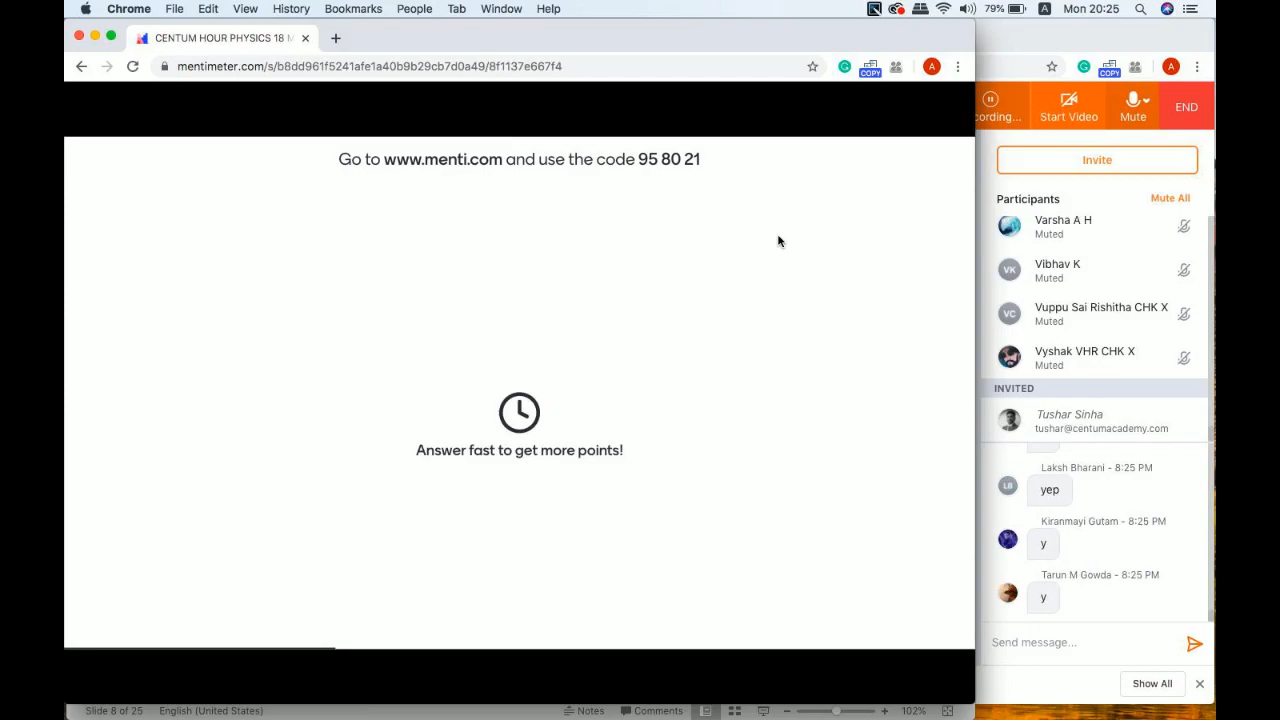 Chrome File Edit View History Bookmarks People Tab Window Help 79% A Mon 20:25
CENTUM HOUR PHYSICS 18 M
mentimeter.com/s/b8dd961f5241afe1a40b9b29cb7d0a49/8f1137e667f4 COPY A COPY A
cording... Start Video Mute END
Go to www.menti.com and use the code 95 80 21
Answer fast to get more points!
Invite
Participants Mute All
Varsha A H
Muted
VK Vibhav K
Muted
VC Vuppu Sai Rishitha CHK X
Muted
Vyshak VHR CHK X
Muted
INVITED
Tushar Sinha
tushar@centumacademy.com
Laksh Bharani - 8:25 PM
LB yep
Kiranmayi Gutam - 8:25 PM
y
Tarun M Gowda - 8:25 PM
y
Send message...
Show All
Slide 8 of 25 English (United States) Notes Comments 102%